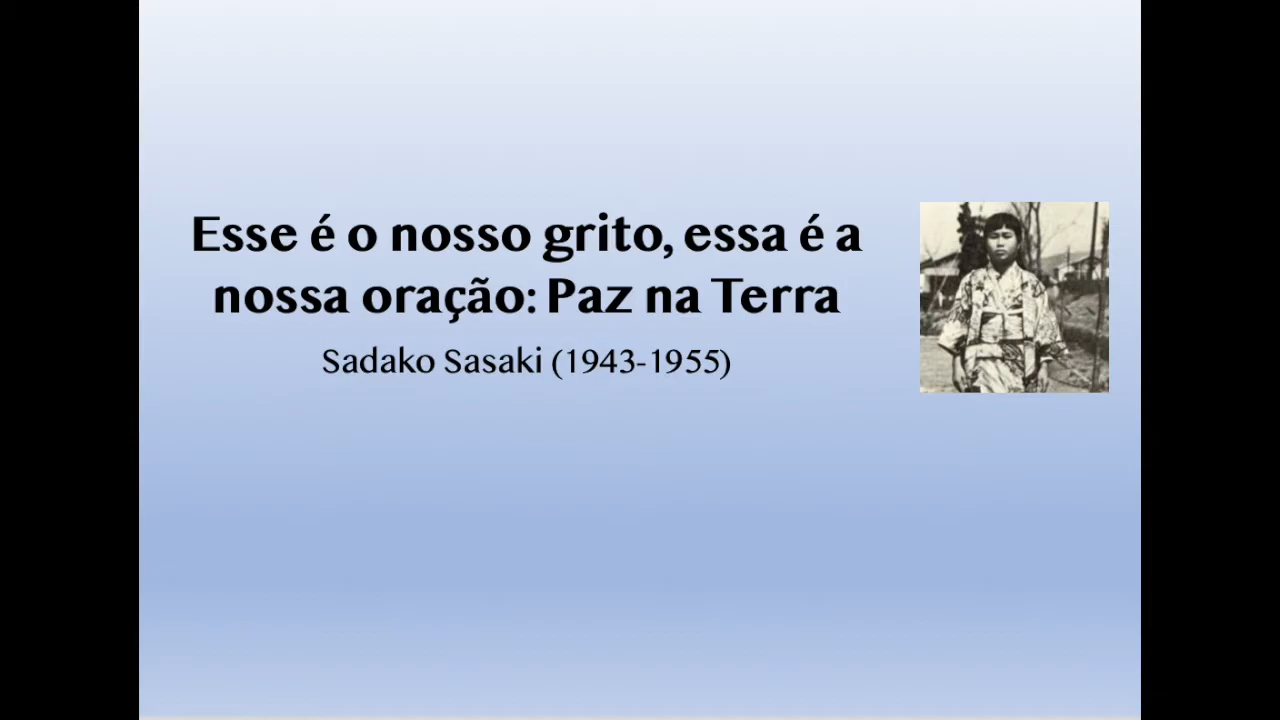 Esse é o nosso grito, essa é a
nossa oração: Paz na Terra
Sadako Sasaki (1943-1955)